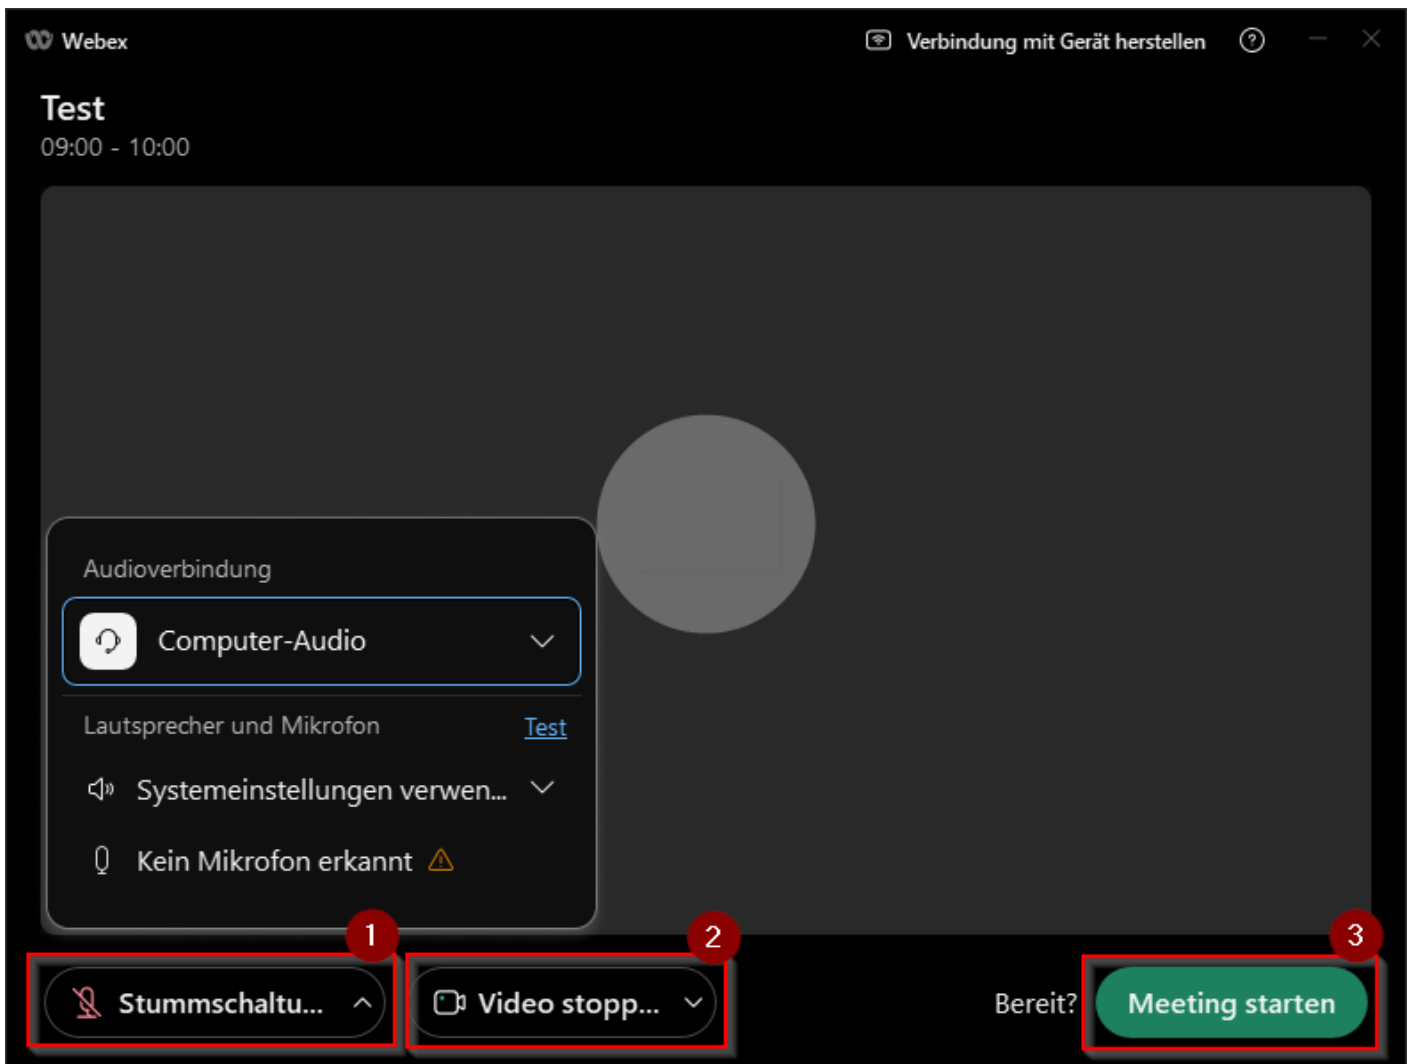 Webex
Verbindung mit Gerät herstellen
Test
09:00 - 10:00
Audioverbindung
Computer-Audio
Lautsprecher und Mikrofon Test
Systemeinstellungen verwen...
Kein Mikrofon erkannt
1
2
3
Stummschaltu...
Video stopp...
Bereit?
Meeting starten